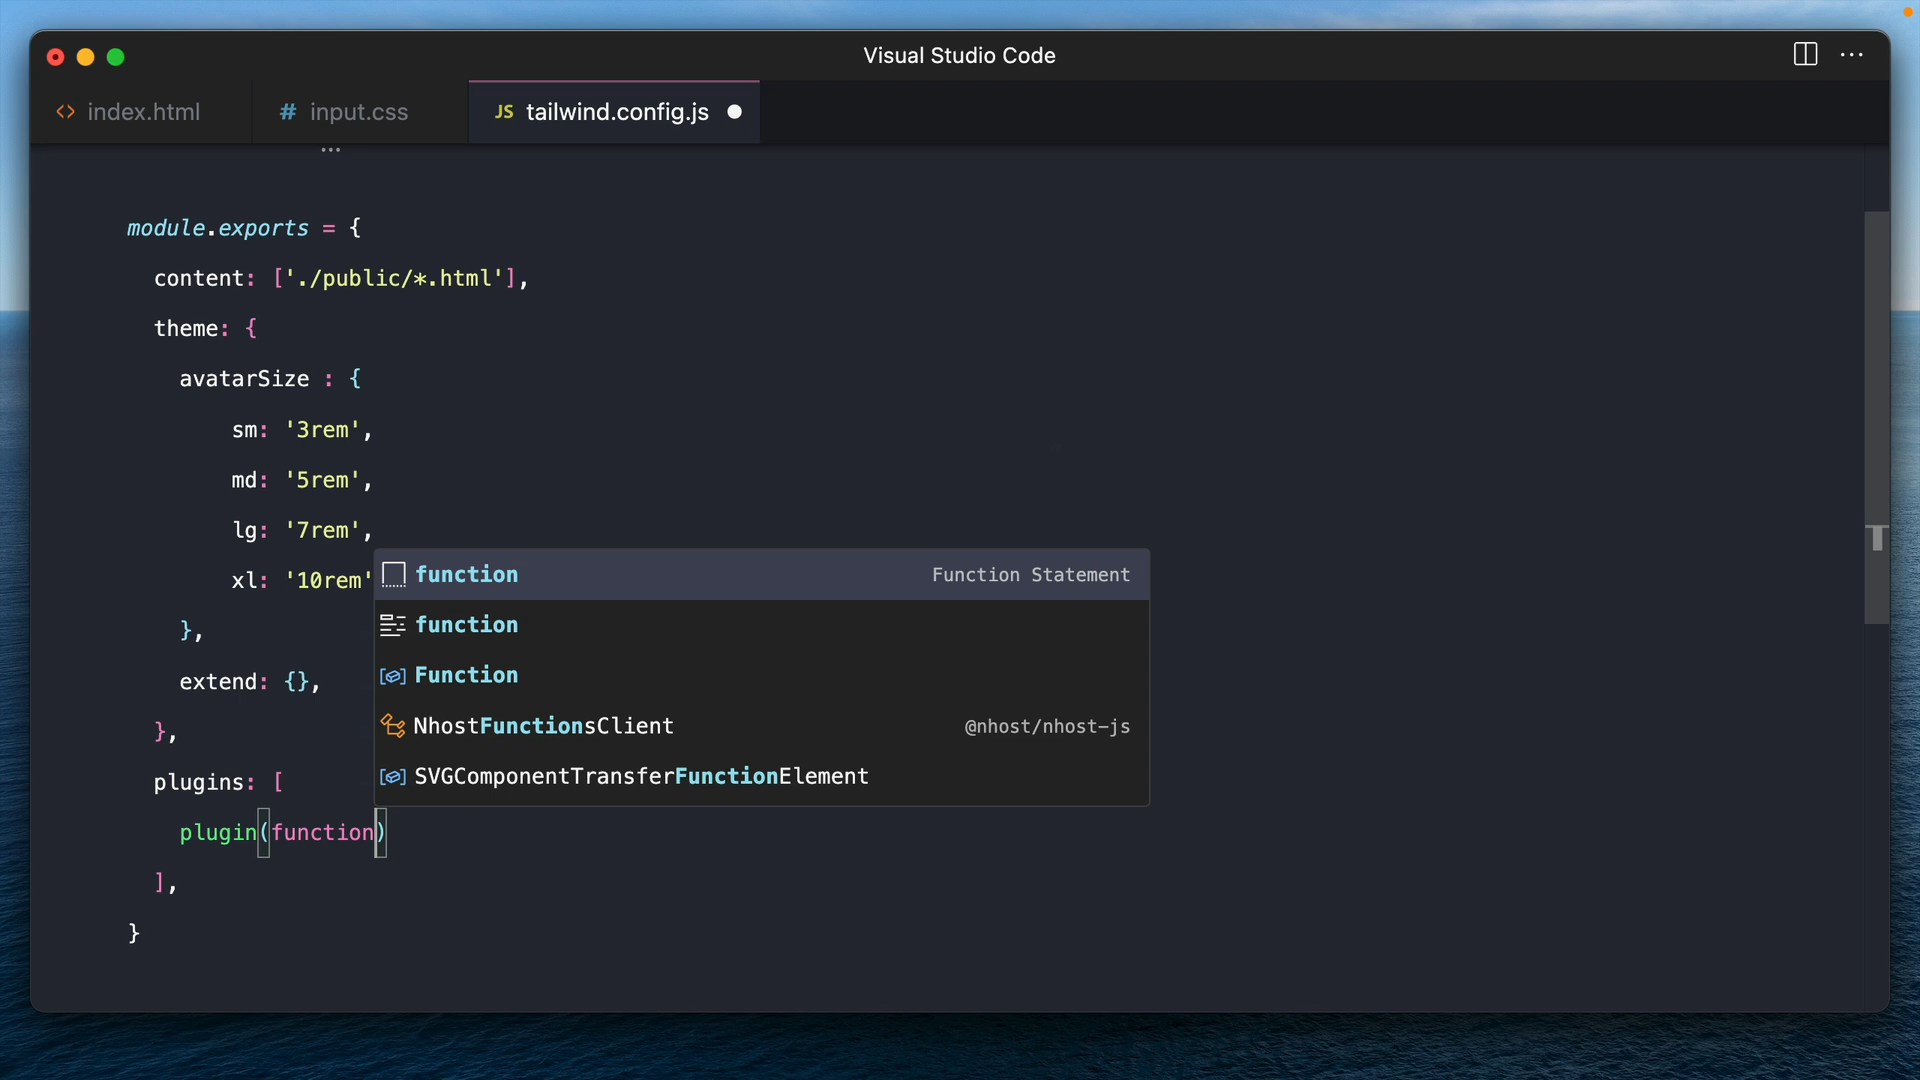 Visual Studio Code
···
<> index.html
# input.css
JS tailwind.config.js
···
module.exports = {
content: ['./public/*.html'],
theme: {
avatarSize : {
sm: '3rem',
md: '5rem',
lg: '7rem',
xl: '10rem'
},
extend: {},
},
plugins: [
plugin(function)
],
}
function Function Statement
function
Function
NhostFunctionsClient @nhost/nhost-js
SVGComponentTransferFunctionElement